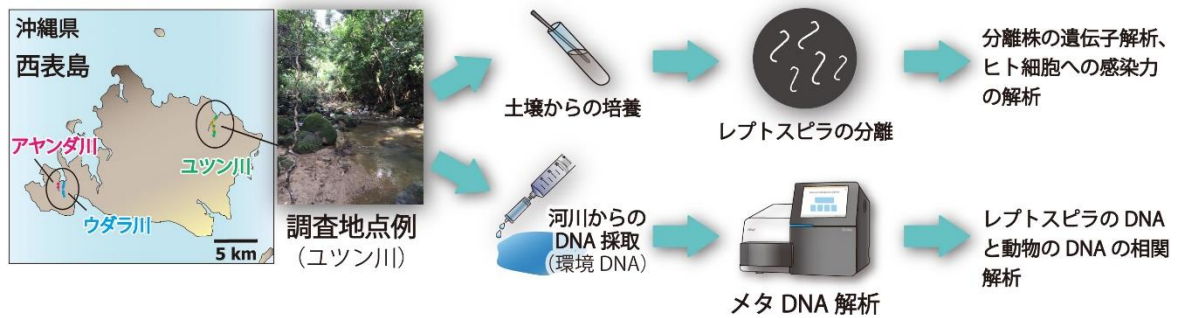 沖縄県
西表島
アヤンダ川
ユツン川
ウダラ川
5 km
調査地点例
（ユツン川）
土壌からの培養
レプトスピラの分離
分離株の遺伝子解析、
ヒト細胞への感染力
の解析
河川からの
DNA 採取
（環境 DNA）
メタ DNA 解析
レプトスピラの DNA
と動物の DNA の相関
解析